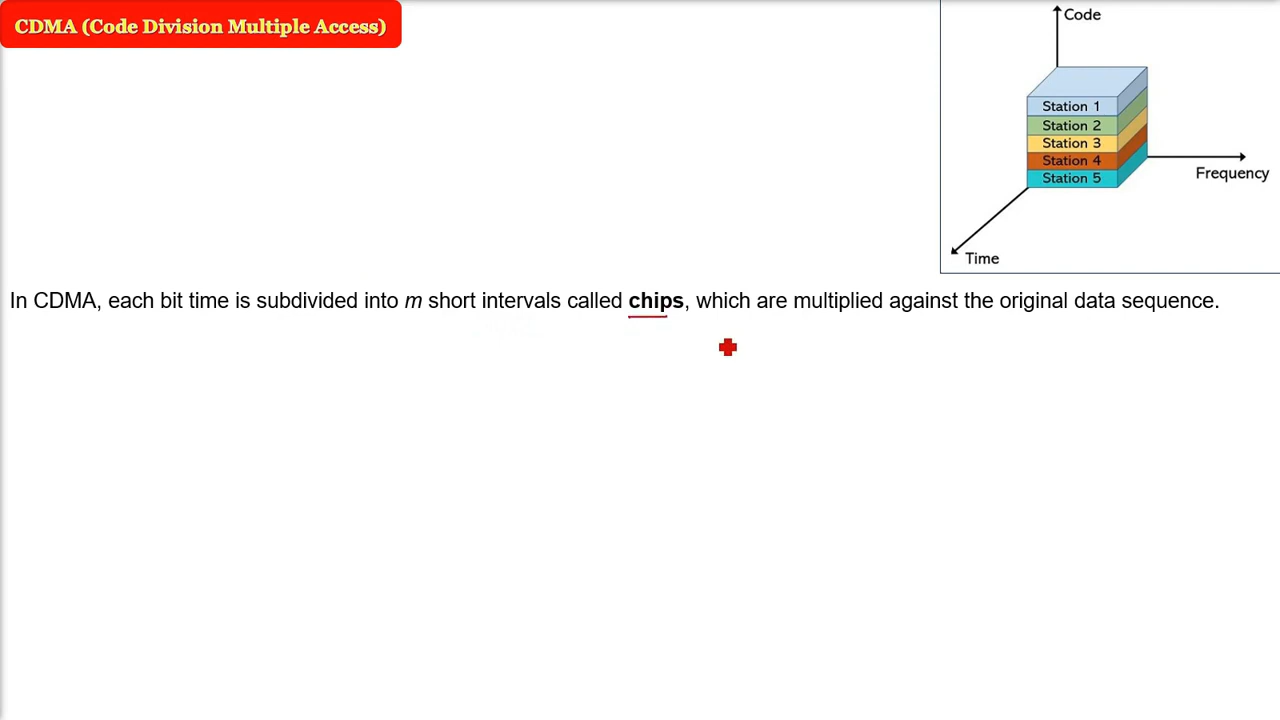 CDMA (Code Division Multiple Access)
Code
Station 1
Station 2
Station 3
Station 4
Station 5
Frequency
Time
In CDMA, each bit time is subdivided into m short intervals called chips, which are multiplied against the original data sequence.